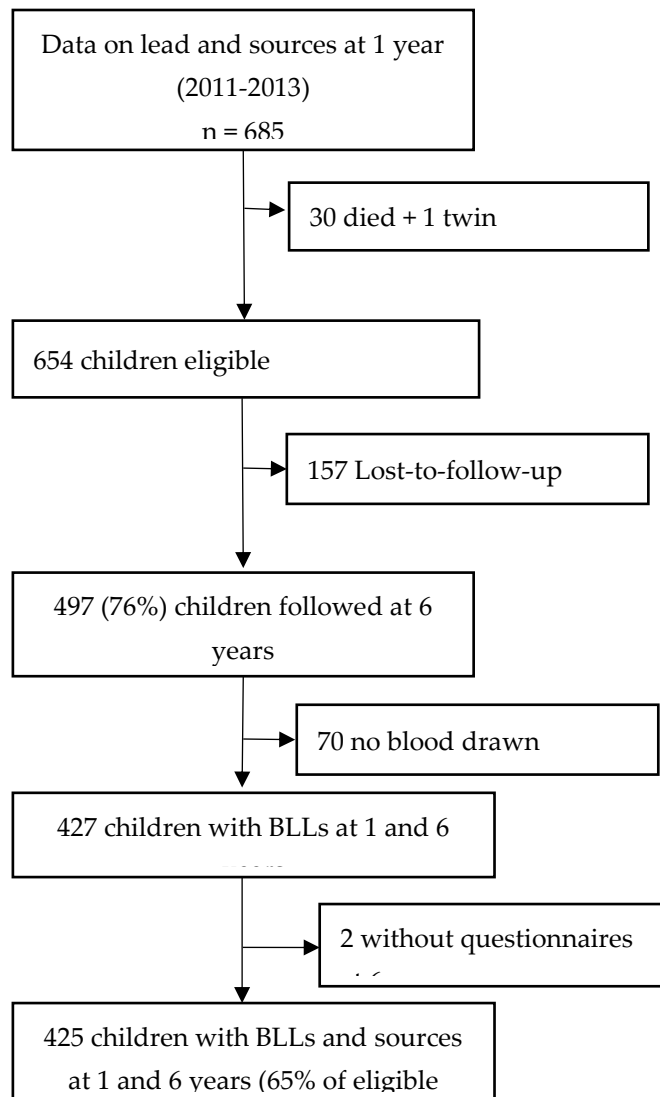 Data on lead and sources at 1 year
(2011-2013)
n = 685
30 died + 1 twin
654 children eligible
157 Lost-to-follow-up
497 (76%) children followed at 6
years
70 no blood drawn
427 children with BLLs at 1 and 6
2 without questionnaires
425 children with BLLs and sources
at 1 and 6 years (65% of eligible